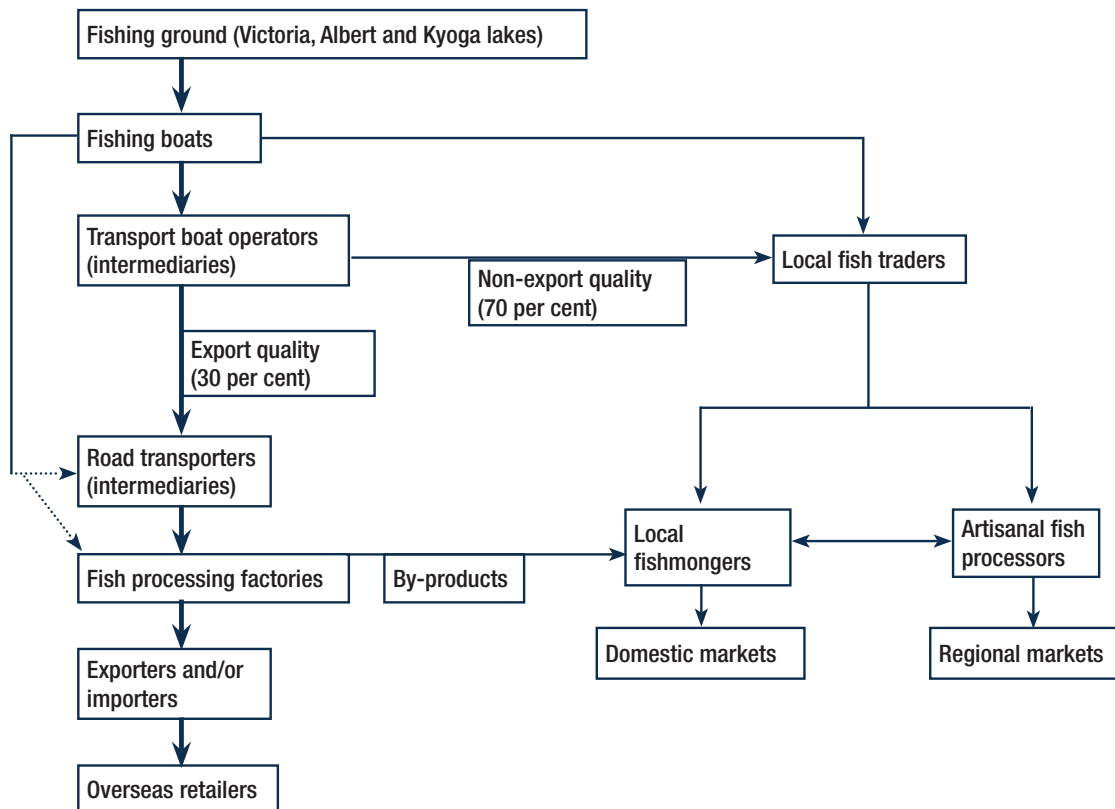 Fishing ground (Victoria, Albert and Kyoga lakes)
Fishing boats
Transport boat operators
(intermediaries)
Non-export quality
(70 per cent)
Local fish traders
Export quality
(30 per cent)
Road transporters
(intermediaries)
Local
fishmongers
Artisanal fish
processors
Fish processing factories
By-products
Domestic markets
Regional markets
Exporters and/or
importers
Overseas retailers